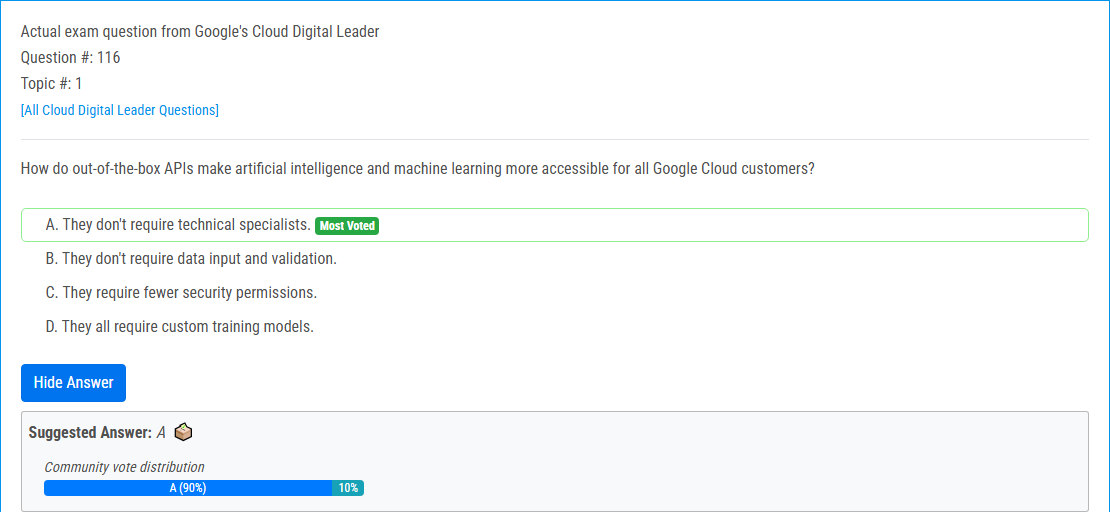 Actual exam question from Google's Cloud Digital Leader
Question #: 116
Topic #: 1
[All Cloud Digital Leader Questions]
How do out-of-the-box APIs make artificial intelligence and machine learning more accessible for all Google Cloud customers?
A. They don't require technical specialists. Most Voted
B. They don't require data input and validation.
C. They require fewer security permissions.
D. They all require custom training models.
Hide Answer
Suggested Answer: A
Community vote distribution
A (90%) 10%